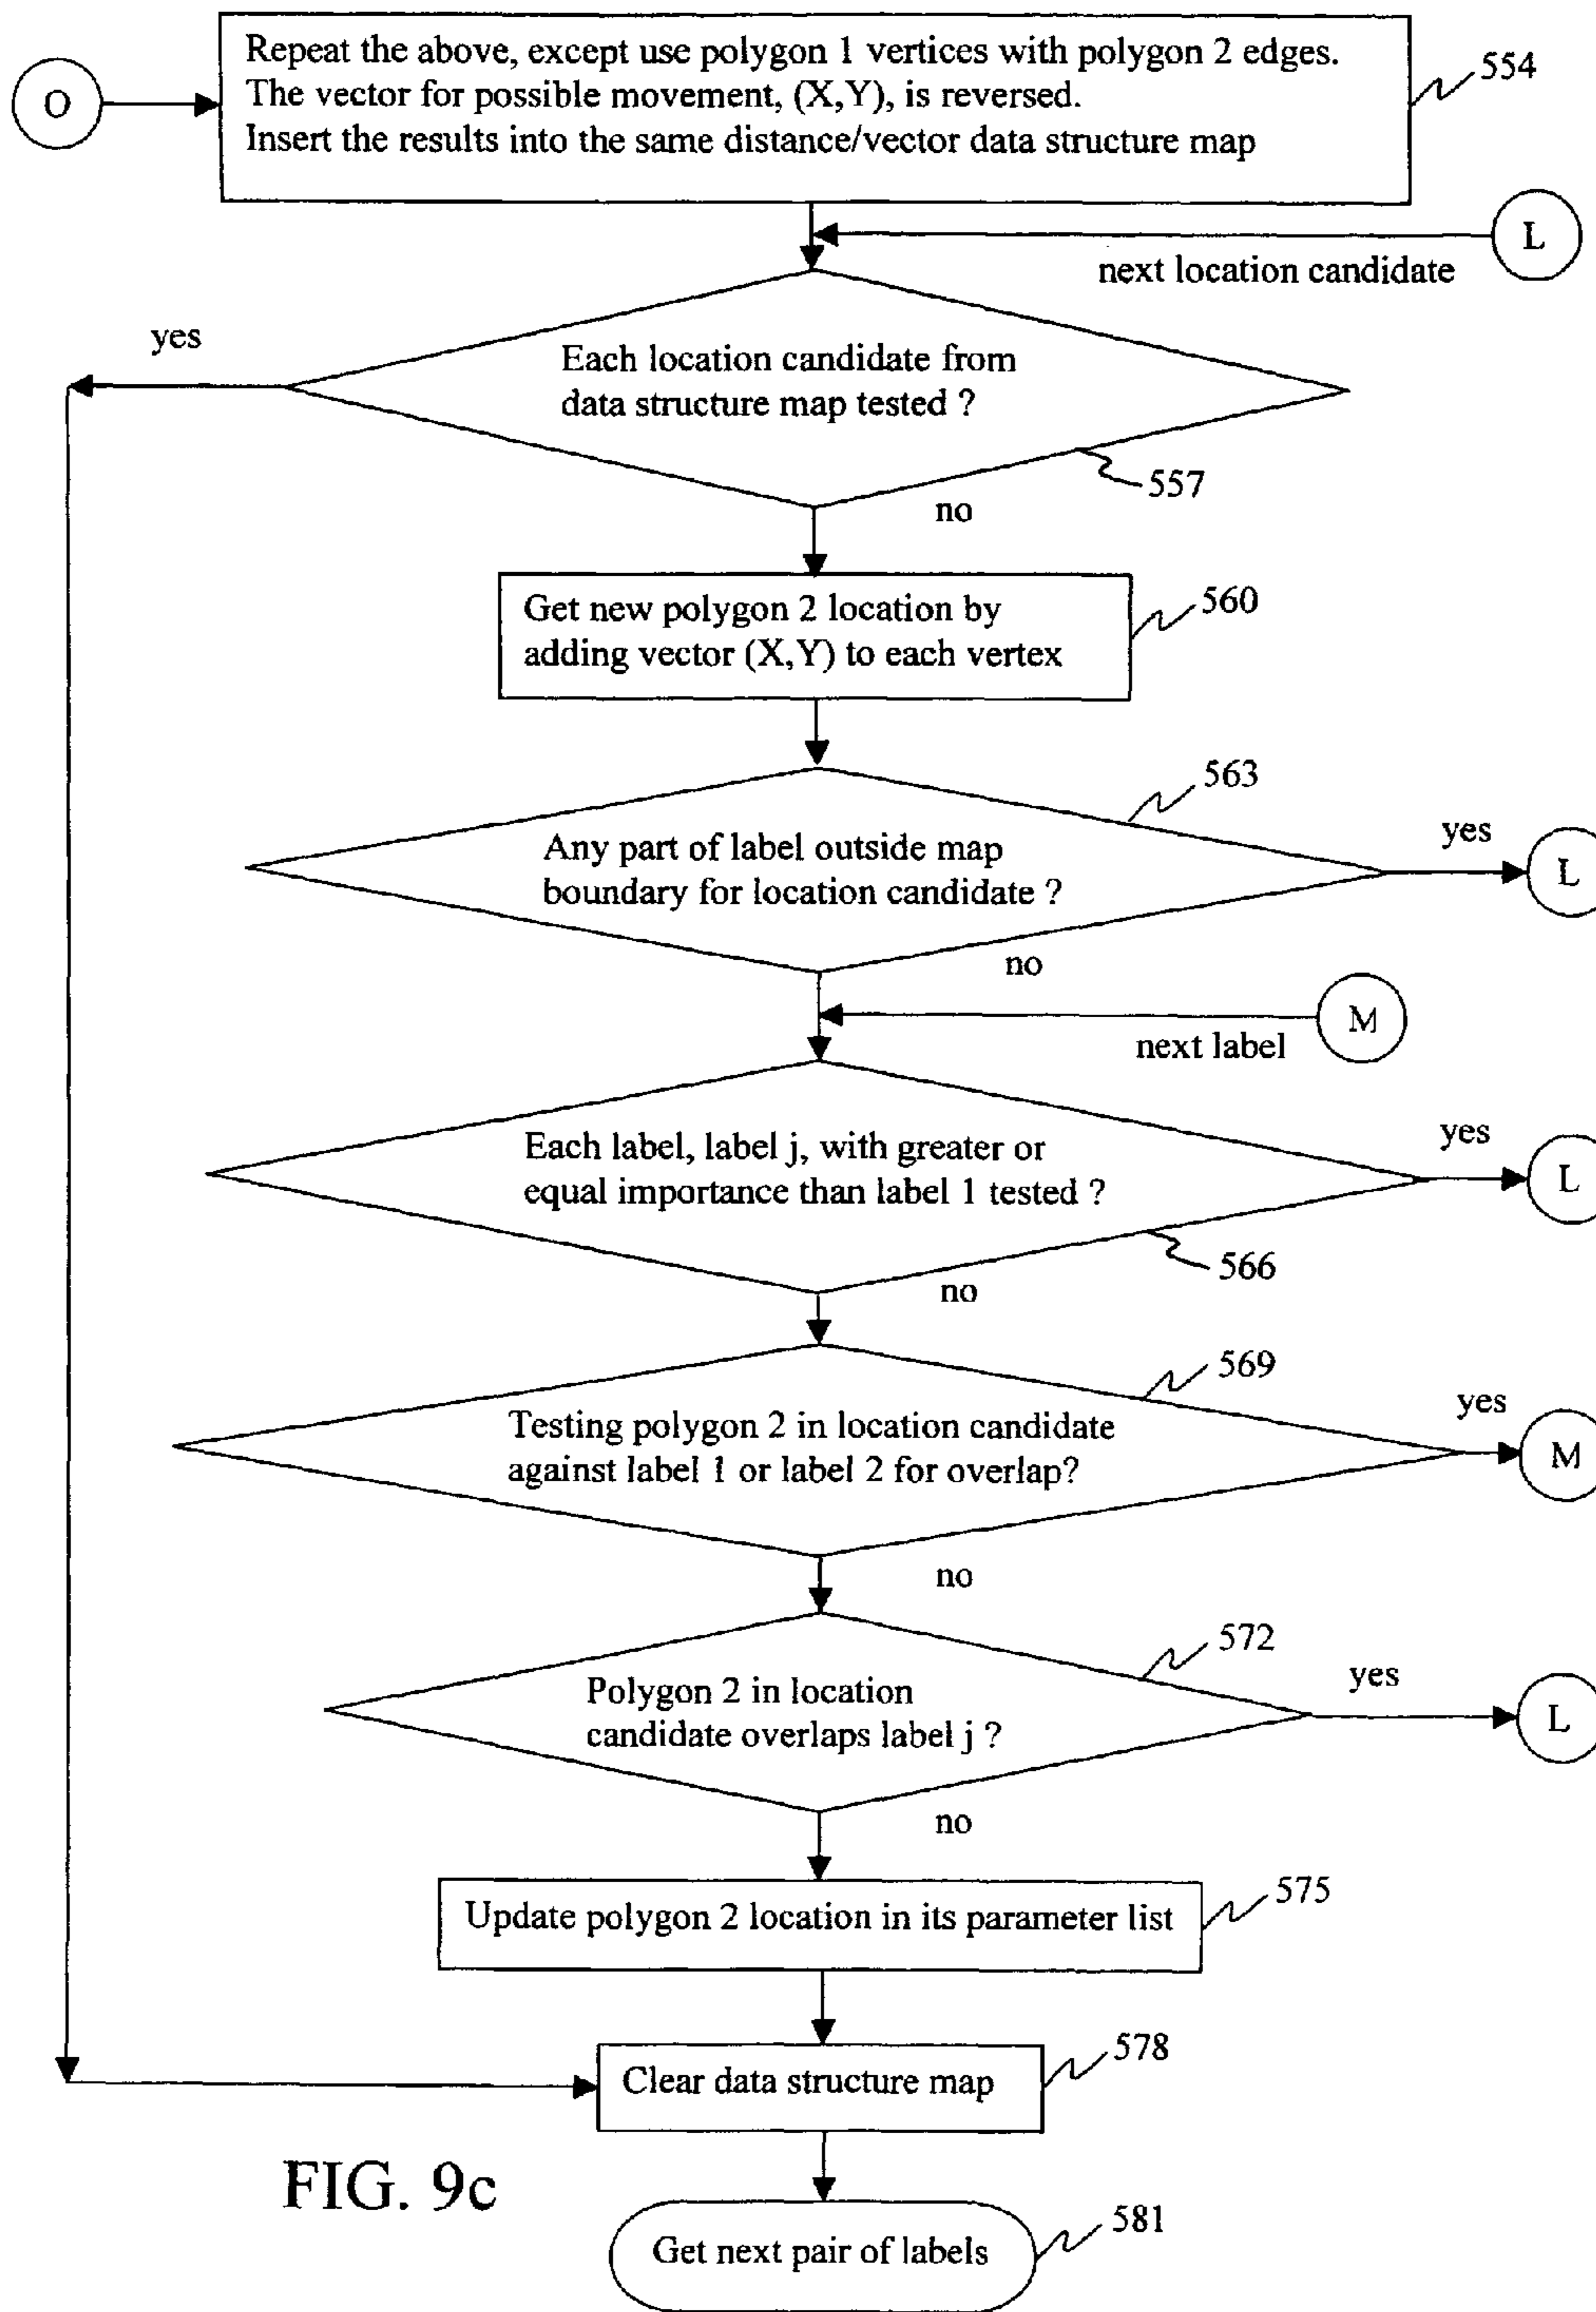 Repeat the above, except use polygon 1 vertices with polygon 2 edges.
The vector for possible movement, (X,Y), is reversed.
Insert the results into the same distance/vector data structure map
554
O
L
next location candidate
yes
Each location candidate from
data structure map tested ?
557
no
Get new polygon 2 location by
adding vector (X,Y) to each vertex
560
563
Any part of label outside map
boundary for location candidate ?
yes
L
no
M
next label
Each label, label j, with greater or
equal importance than label 1 tested ?
yes
L
566
no
569
Testing polygon 2 in location candidate
against label 1 or label 2 for overlap?
yes
M
no
572
Polygon 2 in location
candidate overlaps label j ?
yes
L
no
Update polygon 2 location in its parameter list
575
Clear data structure map
578
FIG. 9c
Get next pair of labels
581